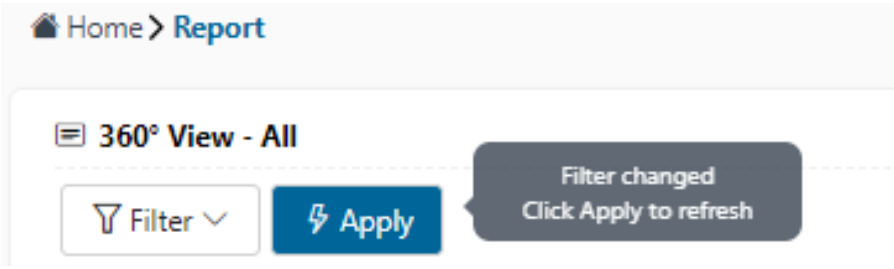 Home > Report
360° View - All
Filter
Apply
Filter changed
Click Apply to refresh